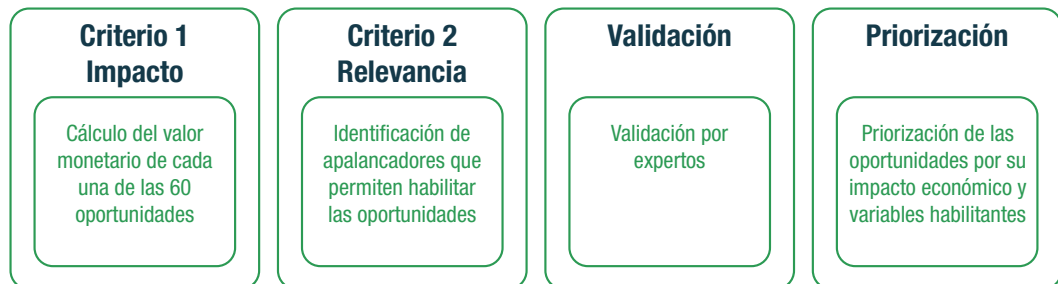 Criterio 1
Impacto
Cálculo del valor
monetario de cada
una de las 60
oportunidades
Criterio 2
Relevancia
Identificación de
apalancadores que
permiten habilitar
las oportunidades
Validación
Validación por
expertos
Priorización
Priorización de las
oportunidades por su
impacto económico y
variables habilitantes